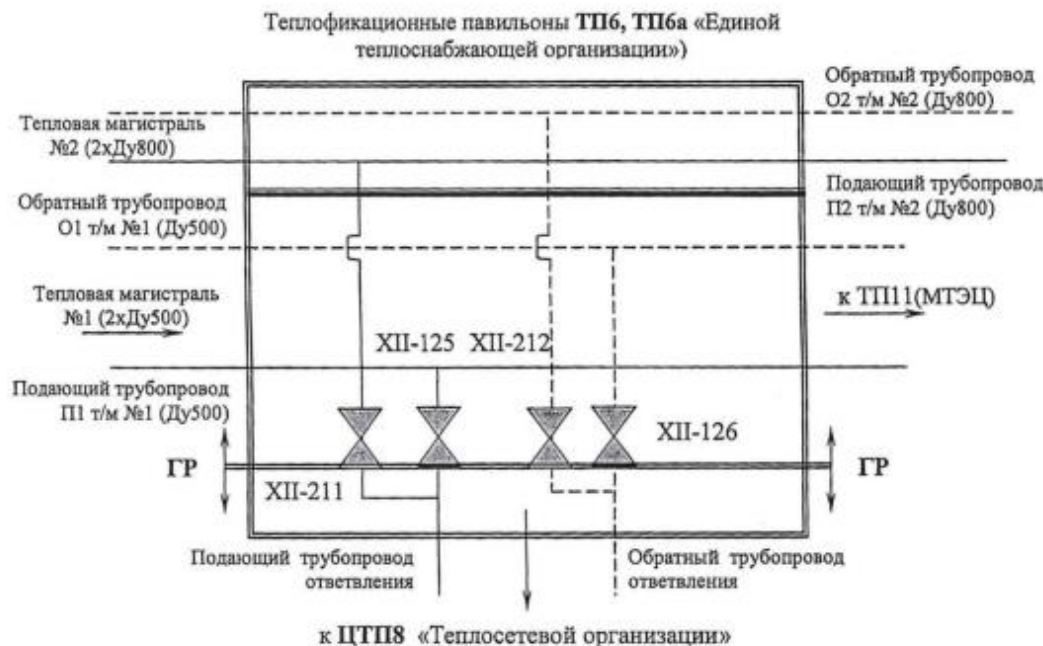 Теплофикационные павильоны ТП6, ТП6а «Единой
теплоснабжающей организации»)
Обратный трубопровод
О2 т/м №2 (Ду800)
Тепловая магистраль
№2 (2хДу800)
Подающий трубопровод
П2 т/м №2 (Ду800)
Обратный трубопровод
О1 т/м №1 (Ду500)
Тепловая магистраль
№1 (2хДу500)
к ТП11(МТЭЦ)
XII-125 XII-212
Подающий трубопровод
П1 т/м №1 (Ду500)
XII-126
ГР
ГР
XII-211
Подающий трубопровод
ответвления
Обратный трубопровод
ответвления
к ЦТП8 «Теплосетевой организации»